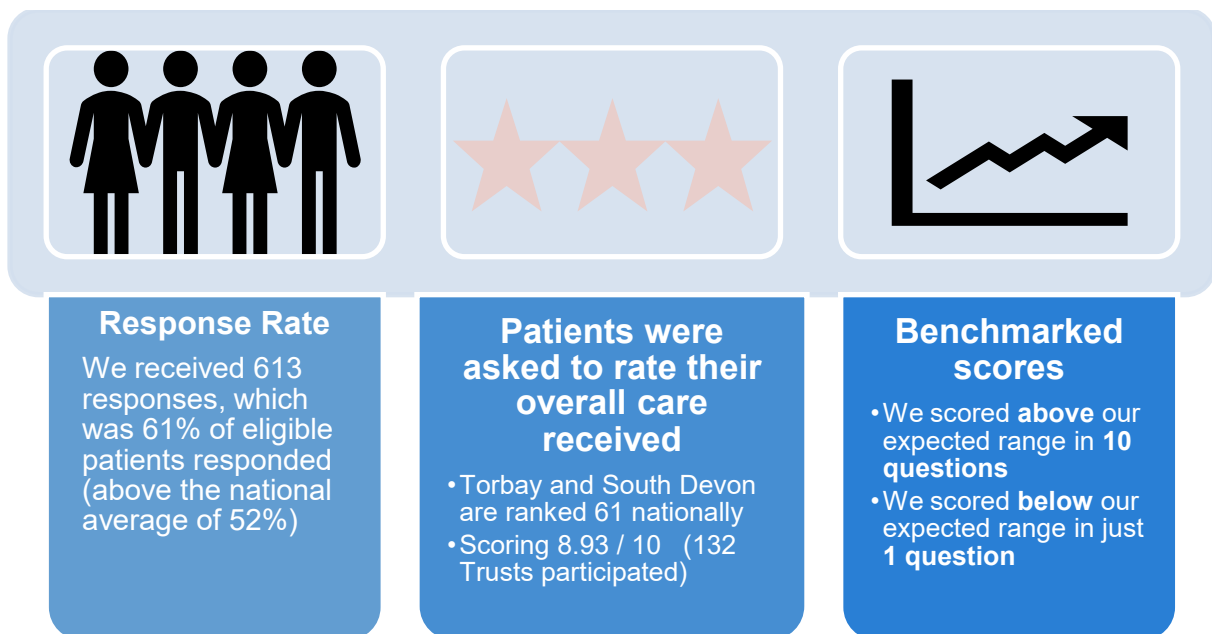 Response Rate
We received 613
responses, which
was 61% of eligible
patients responded
(above the national
average of 52%)
Patients were
asked to rate their
overall care
received
•Torbay and South Devon
are ranked 61 nationally
•Scoring 8.93 / 10 (132
Trusts participated)
Benchmarked
scores
•We scored above our
expected range in 10
questions
•We scored below our
expected range in just
1 question